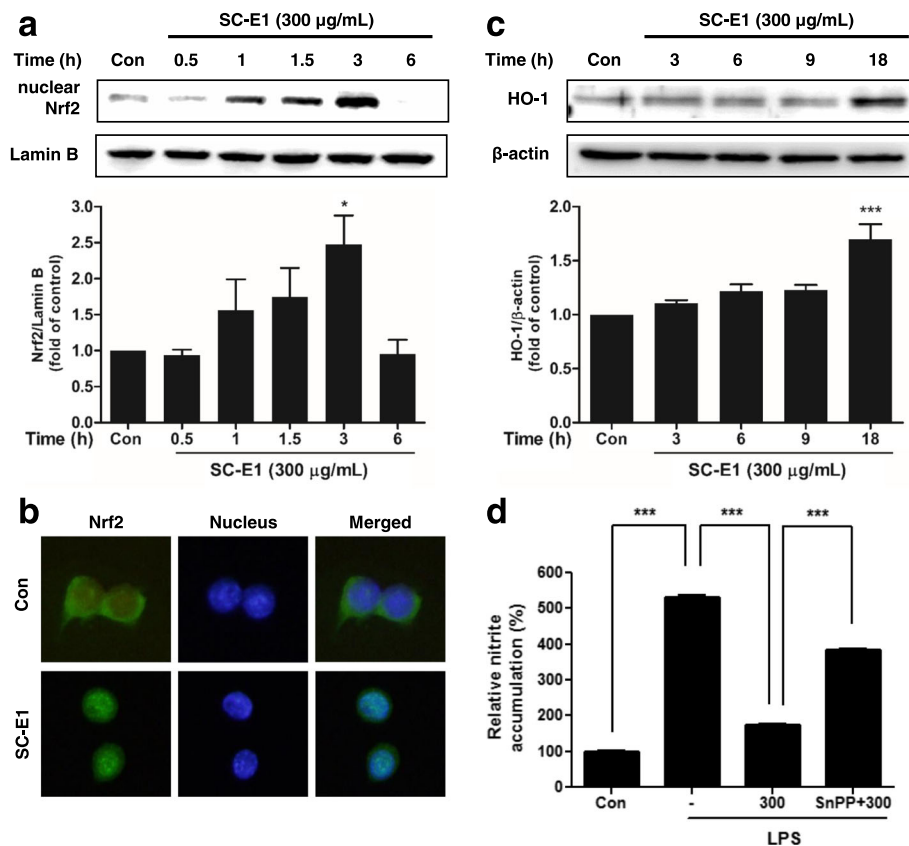 a
SC-E1 (300 µg/mL)
Time (h) Con 0.5 1 1.5 3 6
nuclear
Nrf2
Lamin B
Nrf2/Lamin B
(fold of control)
3.0
2.5
2.0
1.5
1.0
0.5
0.0
*
Time (h) Con 0.5 1 1.5 3 6
SC-E1 (300 µg/mL)
c
SC-E1 (300 µg/mL)
Time (h) Con 3 6 9 18
HO-1
β-actin
HO-1/β-actin
(fold of control)
2.0
1.5
1.0
0.5
0.0
***
Time (h) Con 3 6 9 18
SC-E1 (300 µg/mL)
b
Nrf2 Nucleus Merged
Con
SC-E1
d
*** *** ***
Relative nitrite
accumulation (%)
600
500
400
300
200
100
0
Con - 300 SnPP+300
LPS